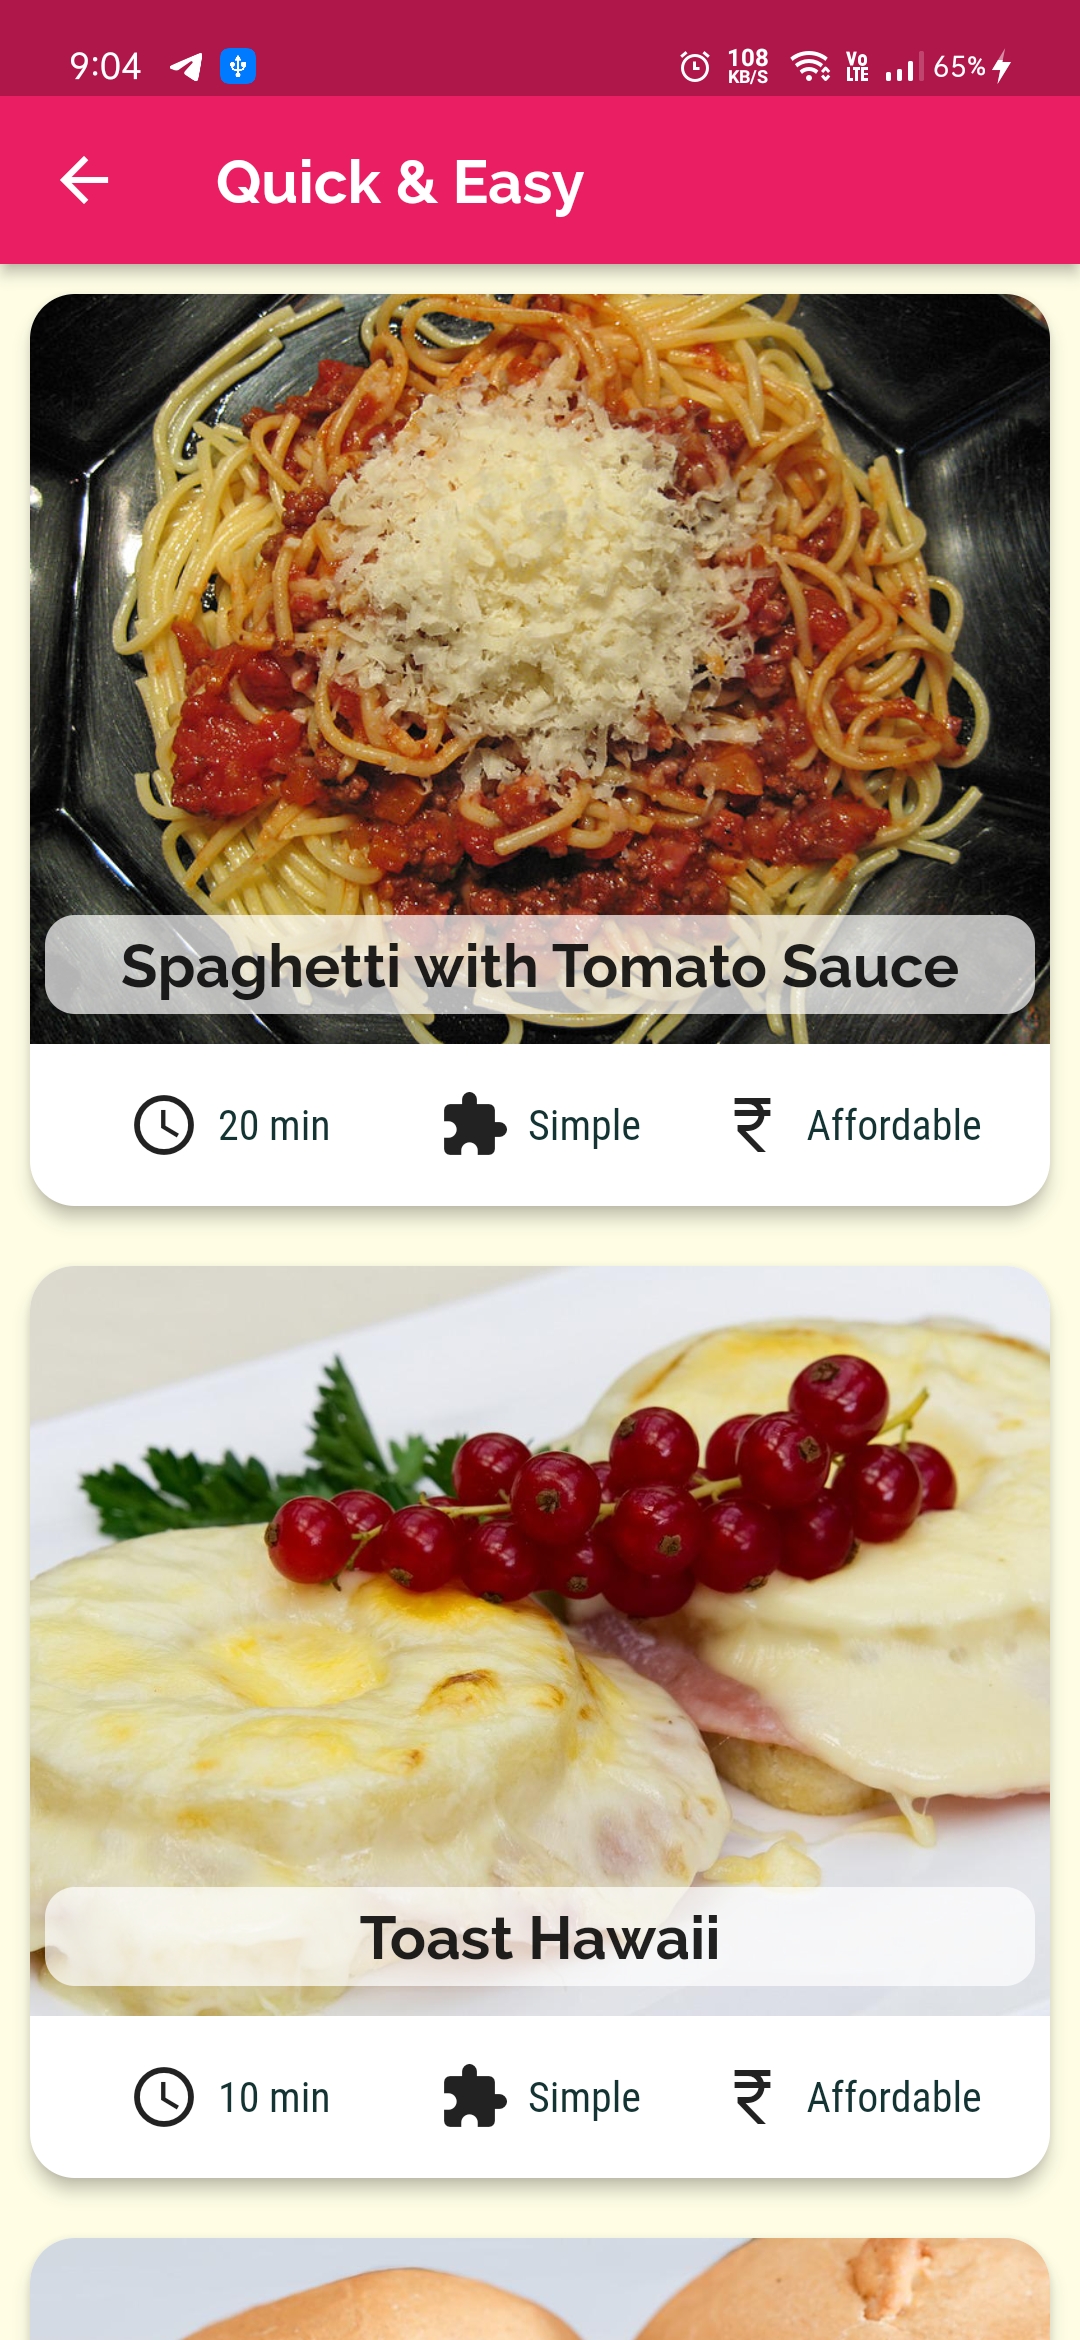 9:04 108 KB/S Vo LTE 65%
Quick & Easy
Spaghetti with Tomato Sauce
20 min Simple ₹ Affordable
Toast Hawaii
10 min Simple ₹ Affordable